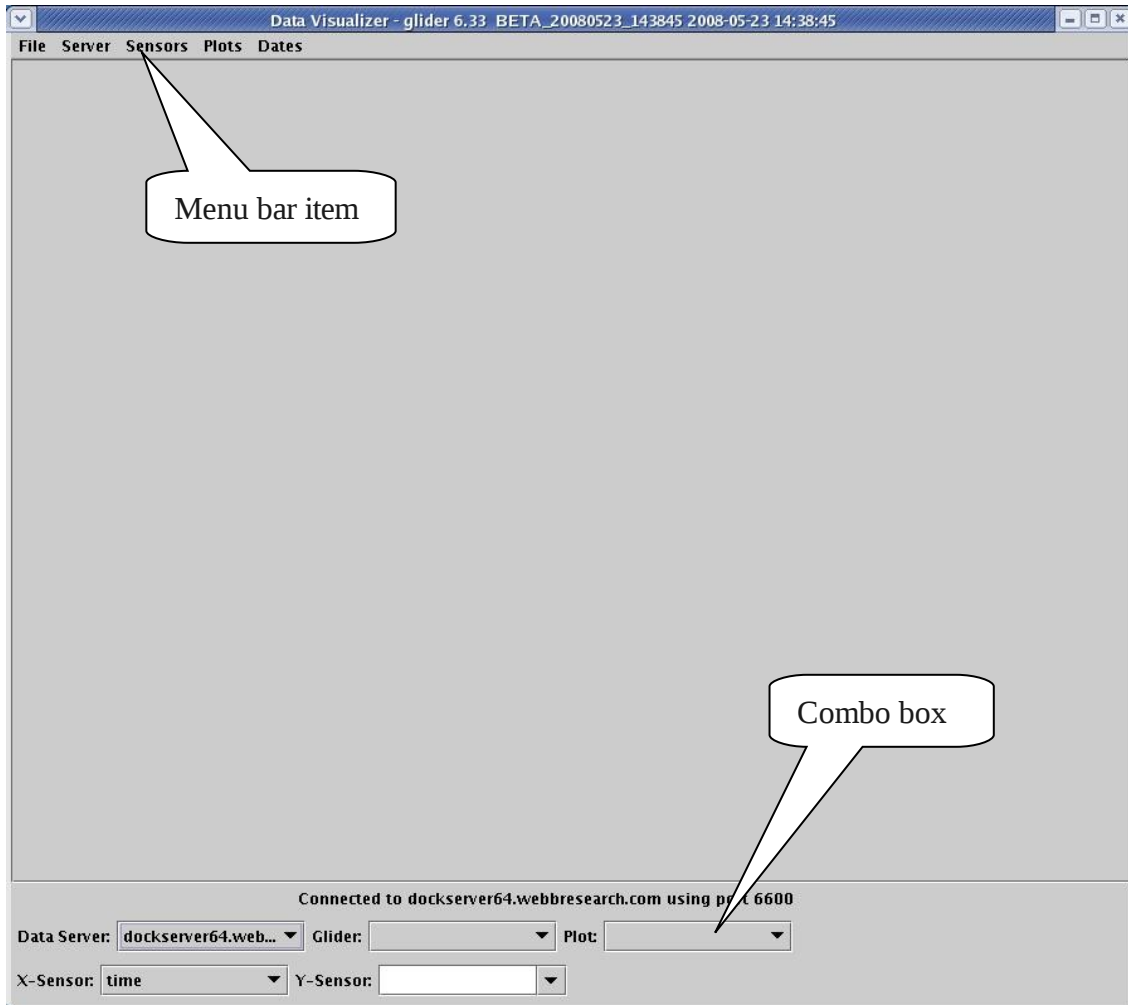 Data Visualizer - glider 6.33 BETA_20080523_143845 2008-05-23 14:38:45
File Server Sensors Plots Dates
Menu bar item
Combo box
Connected to dockserver64.webbresearch.com using port 6600
Data Server: dockserver64.web... Glider: Plot:
X-Sensor: time Y-Sensor: